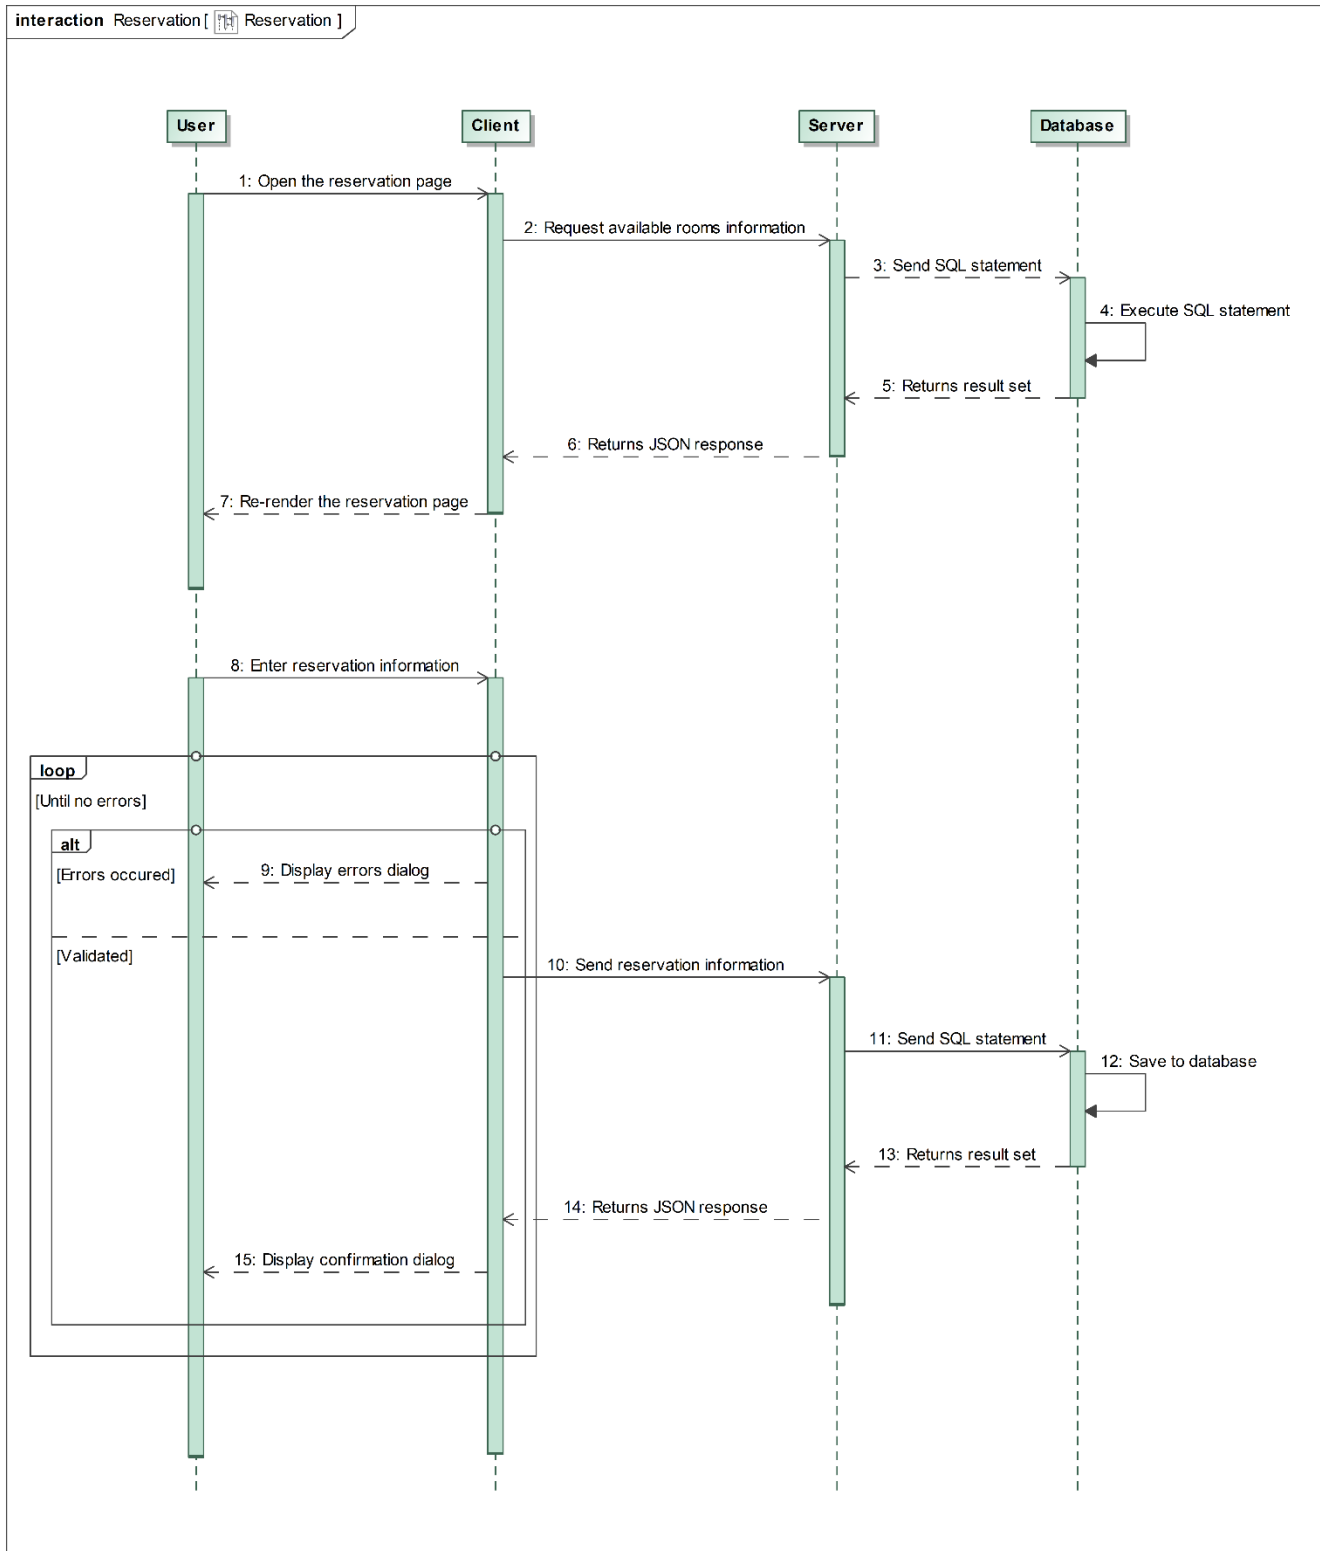 interaction Reservation [ Reservation ]
User
Client
Server
Database
1: Open the reservation page
2: Request available rooms information
3: Send SQL statement
4: Execute SQL statement
5: Returns result set
6: Returns JSON response
7: Re-render the reservation page
8: Enter reservation information
loop
[Until no errors]
alt
[Errors occured]
9: Display errors dialog
[Validated]
10: Send reservation information
11: Send SQL statement
12: Save to database
13: Returns result set
14: Returns JSON response
15: Display confirmation dialog